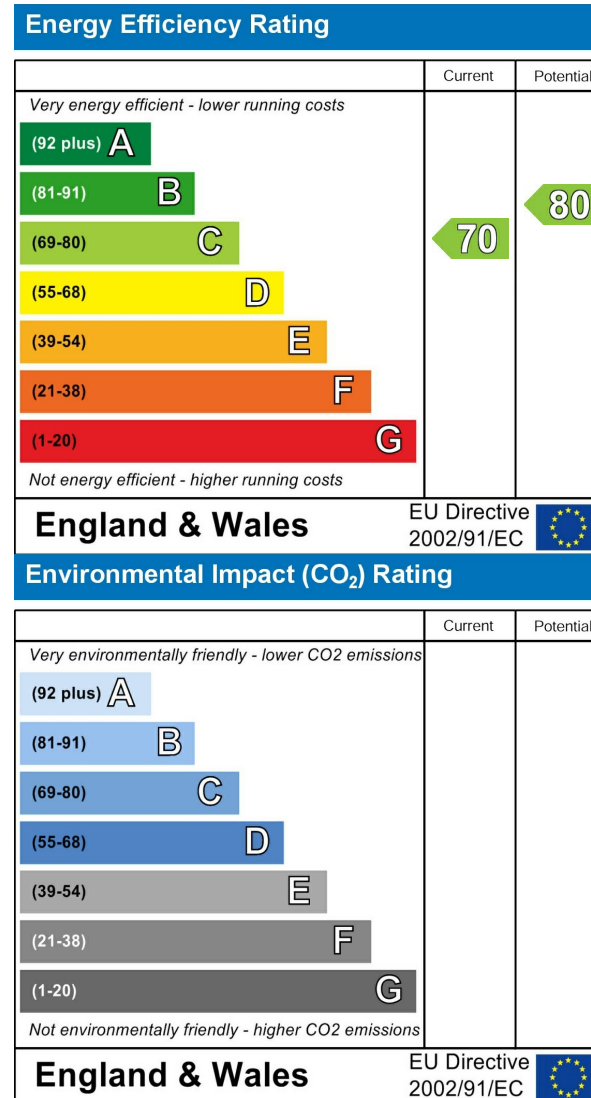 Energy Efficiency Rating
Current Potential
Very energy efficient - lower running costs
(92 plus) A
(81-91) B
(69-80) C
(55-68) D
(39-54) E
(21-38) F
(1-20) G
70
80
Not energy efficient - higher running costs
England & Wales
EU Directive
2002/91/EC
Environmental Impact (CO₂) Rating
Current Potential
Very environmentally friendly - lower CO2 emissions
(92 plus) A
(81-91) B
(69-80) C
(55-68) D
(39-54) E
(21-38) F
(1-20) G
Not environmentally friendly - higher CO2 emissions
England & Wales
EU Directive
2002/91/EC